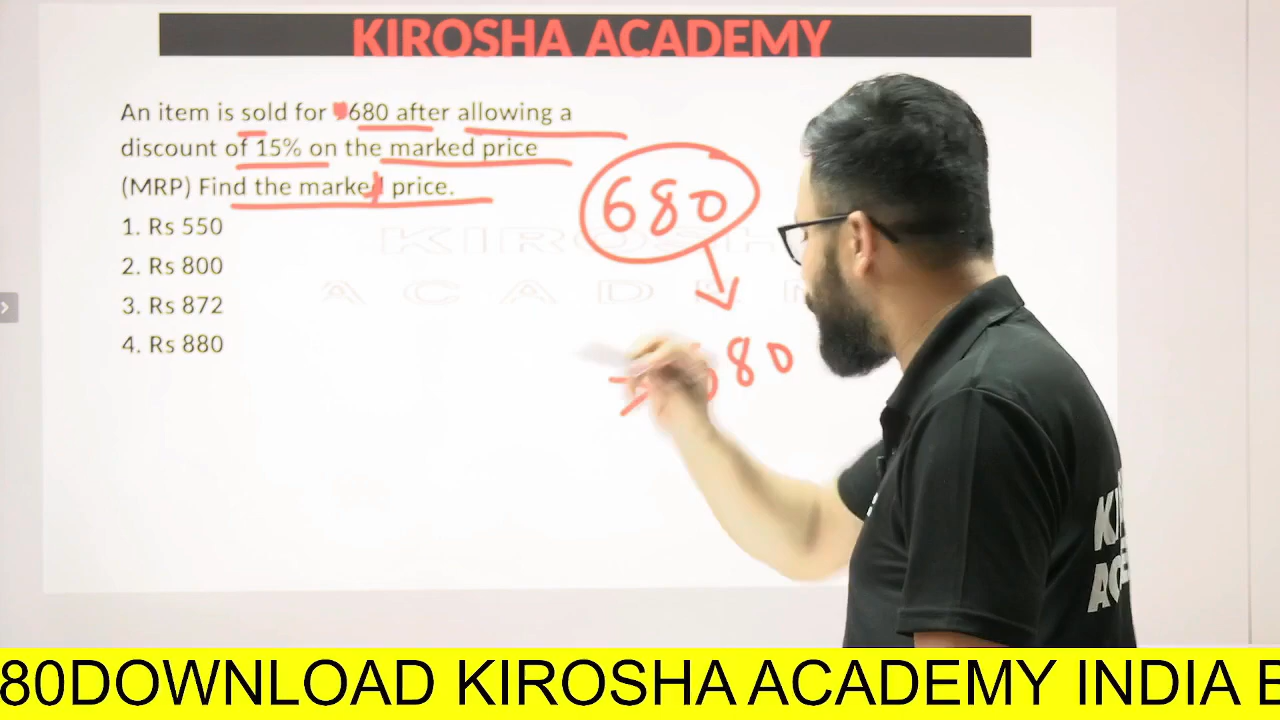 KIROSHA ACADEMY
An item is sold for 680 after allowing a
discount of 15% on the marked price
(MRP) Find the marked price.
1. Rs 550
2. Rs 800
3. Rs 872
4. Rs 880
680
80
80DOWNLOAD KIROSHA ACADEMY INDIA E